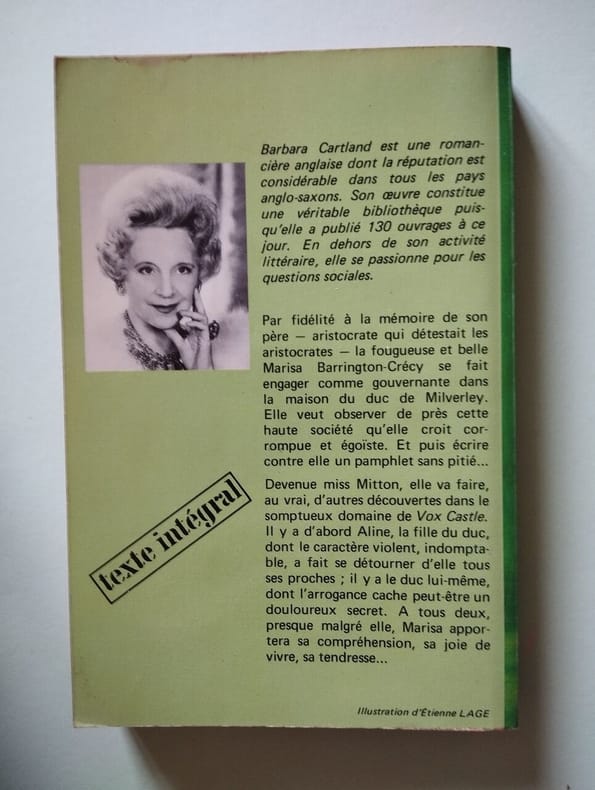 Barbara Cartland est une roman-
cière anglaise dont la réputation est
considérable dans tous les pays
anglo-saxons. Son œuvre constitue
une véritable bibliothèque puis-
qu'elle a publié 130 ouvrages à ce
jour. En dehors de son activité
littéraire, elle se passionne pour les
questions sociales.
Par fidélité à la mémoire de son
père — aristocrate qui détestait les
aristocrates — la fougueuse et belle
Marisa Barrington-Crécy se fait
engager comme gouvernante dans
la maison du duc de Milverley.
Elle veut observer de près cette
haute société qu'elle croit cor-
rompue et égoïste. Et puis écrire
contre elle un pamphlet sans pitié...
Devenue miss Mitton, elle va faire,
au vrai, d'autres découvertes dans le
somptueux domaine de Vox Castle.
Il y a d'abord Aline, la fille du duc,
dont le caractère violent, indompta-
ble, a fait se détourner d'elle tous
ses proches ; il y a le duc lui-même,
dont l'arrogance cache peut-être un
douloureux secret. A tous deux,
presque malgré elle, Marisa appor-
tera sa compréhension, sa joie de
vivre, sa tendresse...
texte intégral
Illustration d'Étienne LAGE